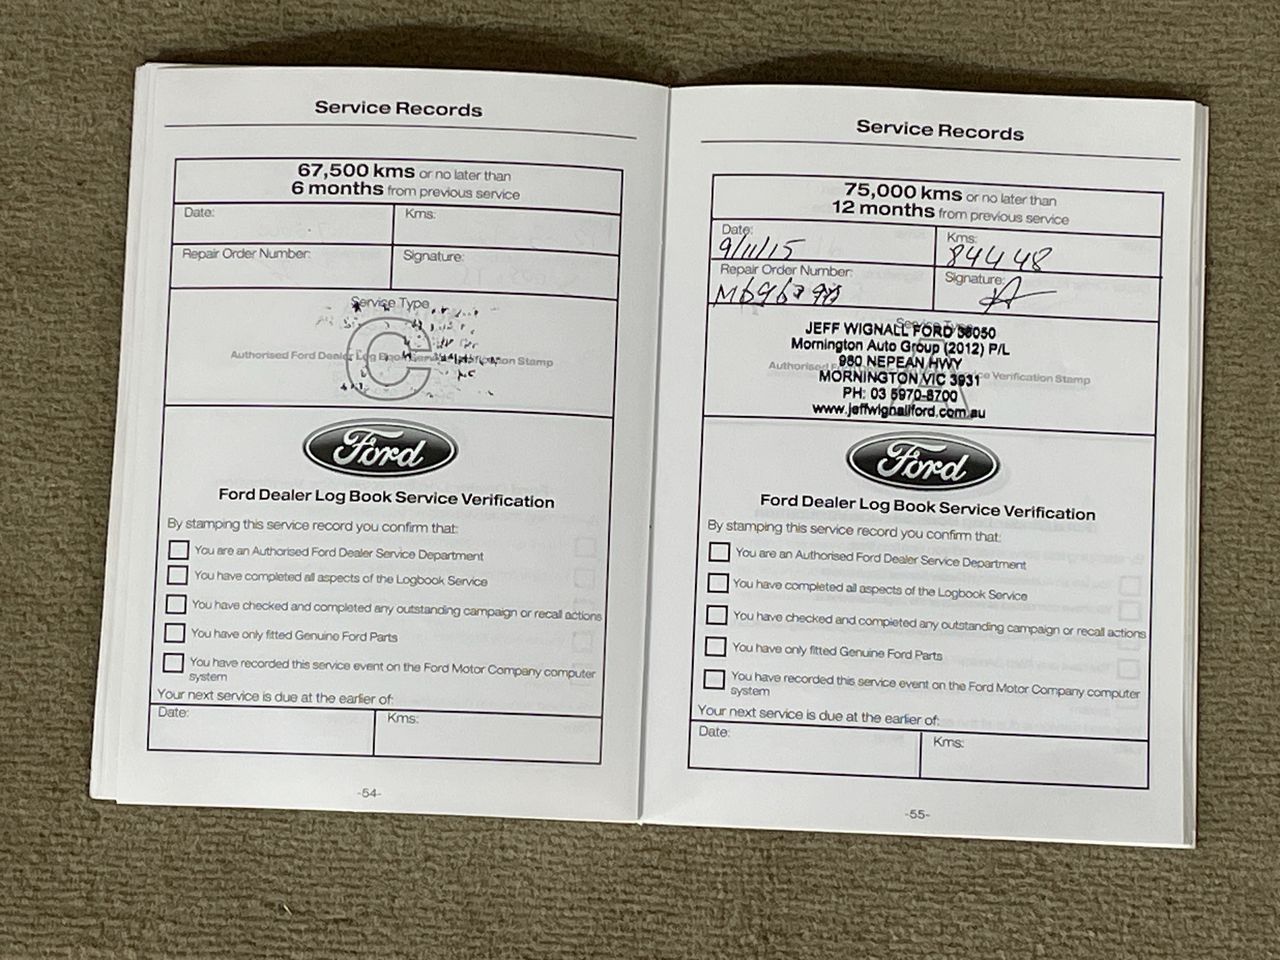 Service Records
67,500 kms or no later than
6 months from previous service
Date:
Kms:
Repair Order Number:
Signature:
Service Type
C
Authorised Ford Dealer Log Book Service Verification Stamp
Ford
Ford Dealer Log Book Service Verification
By stamping this service record you confirm that:
You are an Authorised Ford Dealer Service Department
You have completed all aspects of the Logbook Service
You have checked and completed any outstanding campaign or recall actions
You have only fitted Genuine Ford Parts
You have recorded this service event on the Ford Motor Company computer
system
Your next service is due at the earlier of:
Date:
Kms:
-54-
Service Records
75,000 kms or no later than
12 months from previous service
Date:
9/11/15
Kms:
84448
Repair Order Number:
Signature:
Service Type
A
JEFF WIGNALL FORD 36050
Mornington Auto Group (2012) P/L
980 NEPEAN HWY
Authorised Service Verification Stamp
MORNINGTON VIC 3931
PH: 03 5970-8700
www.jeffwignallford.com.au
Ford
Ford Dealer Log Book Service Verification
By stamping this service record you confirm that:
You are an Authorised Ford Dealer Service Department
You have completed all aspects of the Logbook Service
You have checked and completed any outstanding campaign or recall actions
You have only fitted Genuine Ford Parts
You have recorded this service event on the Ford Motor Company computer
system
Your next service is due at the earlier of:
Date:
Kms:
-55-